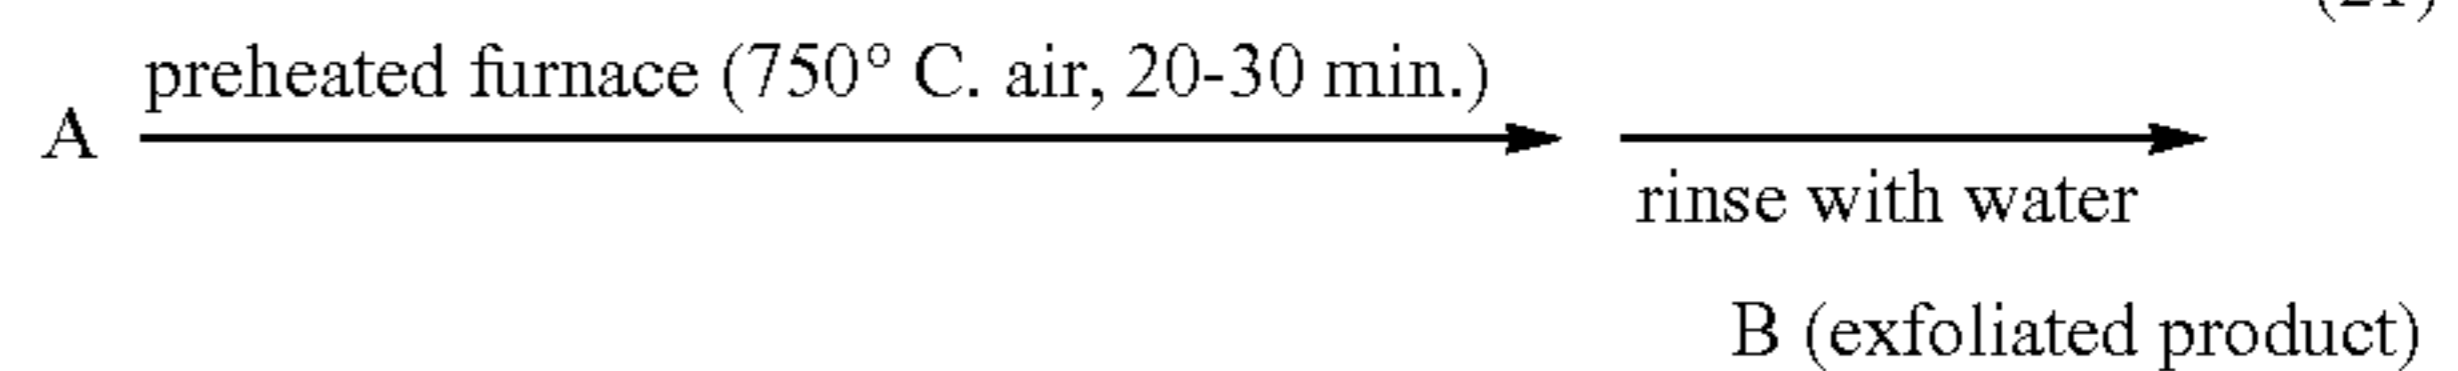 preheated furnace (750° C. air, 20-30 min.)
A
rinse with water
B (exfoliated product)